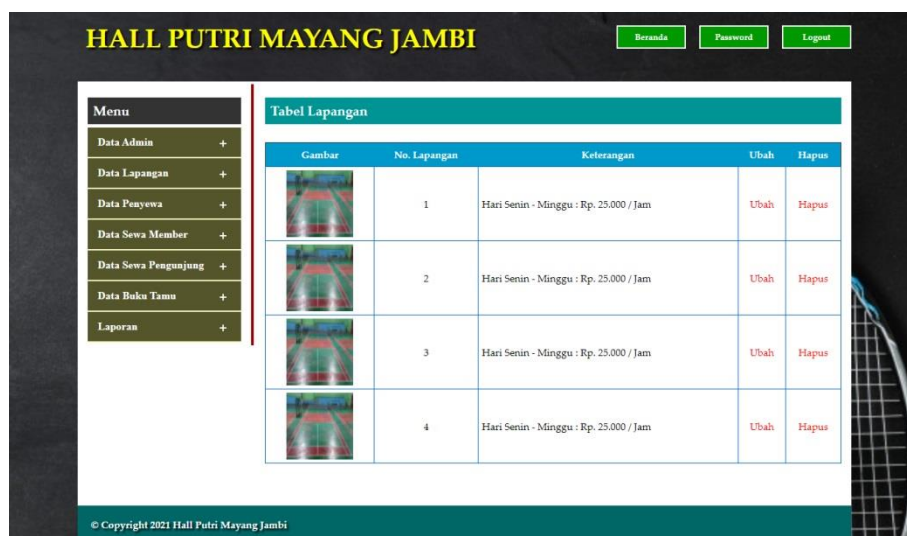 HALL PUTRI MAYANG JAMBI
Beranda Password Logout
Menu
Data Admin +
Data Lapangan +
Data Penyewa +
Data Sewa Member +
Data Sewa Pengunjung +
Data Buku Tamu +
Laporan +
Tabel Lapangan
Gambar No. Lapangan Keterangan Ubah Hapus
1 Hari Senin - Minggu : Rp. 25.000 / Jam Ubah Hapus
2 Hari Senin - Minggu : Rp. 25.000 / Jam Ubah Hapus
3 Hari Senin - Minggu : Rp. 25.000 / Jam Ubah Hapus
4 Hari Senin - Minggu : Rp. 25.000 / Jam Ubah Hapus
© Copyright 2021 Hall Putri Mayang Jambi